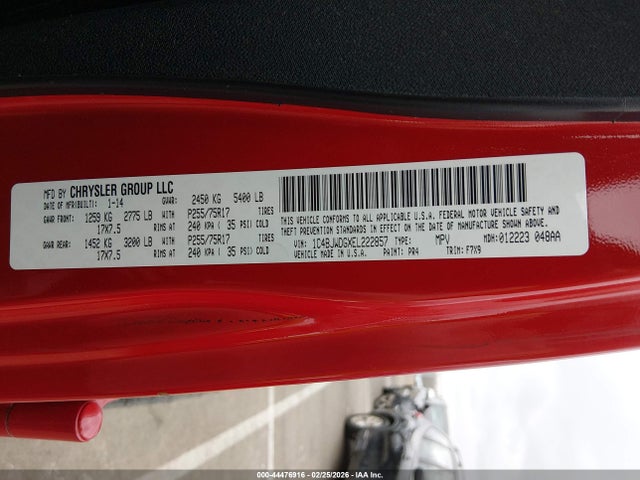 MFD BY CHRYSLER GROUP LLC
DATE OF MFR(BUILT): 1-14 GVWR: 2450 KG 5400 LB
GAWR FRONT: 1259 KG 2775 LB WITH P255/75R17 TIRES
17X7.5 RIMS AT 240 KPA ( 35 PSI) COLD
GAWR REAR: 1452 KG 3200 LB WITH P255/75R17 TIRES
17X7.5 RIMS AT 240 KPA ( 35 PSI) COLD
THIS VEHICLE CONFORMS TO ALL APPLICABLE U.S.A. FEDERAL MOTOR VEHICLE SAFETY AND
THEFT PREVENTION STANDARDS IN EFFECT ON THE DATE OF MANUFACTURE SHOWN ABOVE.
VIN: 1C4BJWDGXEL222857 TYPE: MPV MDH:012223 048AA
VEHICLE MADE IN U.S.A. PAINT: PR4 TRIM: F7X9
000-44476916 - 02/25/2026 - IAA Inc.